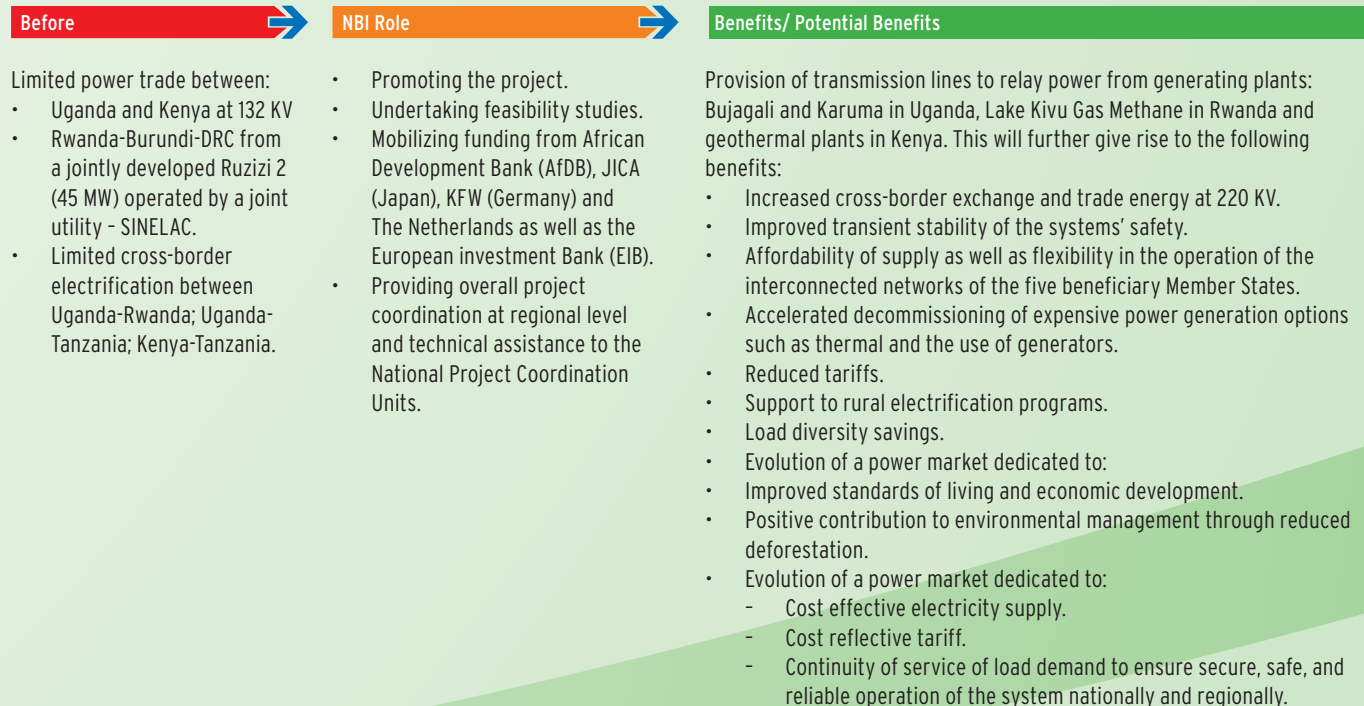 Before
NBI Role
Benefits/ Potential Benefits
Limited power trade between:
• Uganda and Kenya at 132 KV
• Rwanda-Burundi-DRC from
a jointly developed Ruzizi 2
(45 MW) operated by a joint
utility – SINELAC.
• Limited cross-border
electrification between
Uganda-Rwanda; Uganda-
Tanzania; Kenya-Tanzania.
• Promoting the project.
• Undertaking feasibility studies.
• Mobilizing funding from African
Development Bank (AfDB), JICA
(Japan), KFW (Germany) and
The Netherlands as well as the
European investment Bank (EIB).
• Providing overall project
coordination at regional level
and technical assistance to the
National Project Coordination
Units.
Provision of transmission lines to relay power from generating plants:
Bujagali and Karuma in Uganda, Lake Kivu Gas Methane in Rwanda and
geothermal plants in Kenya. This will further give rise to the following
benefits:
• Increased cross-border exchange and trade energy at 220 KV.
• Improved transient stability of the systems' safety.
• Affordability of supply as well as flexibility in the operation of the
interconnected networks of the five beneficiary Member States.
• Accelerated decommissioning of expensive power generation options
such as thermal and the use of generators.
• Reduced tariffs.
• Support to rural electrification programs.
• Load diversity savings.
• Evolution of a power market dedicated to:
• Improved standards of living and economic development.
• Positive contribution to environmental management through reduced
deforestation.
• Evolution of a power market dedicated to:
– Cost effective electricity supply.
– Cost reflective tariff.
– Continuity of service of load demand to ensure secure, safe, and
reliable operation of the system nationally and regionally.